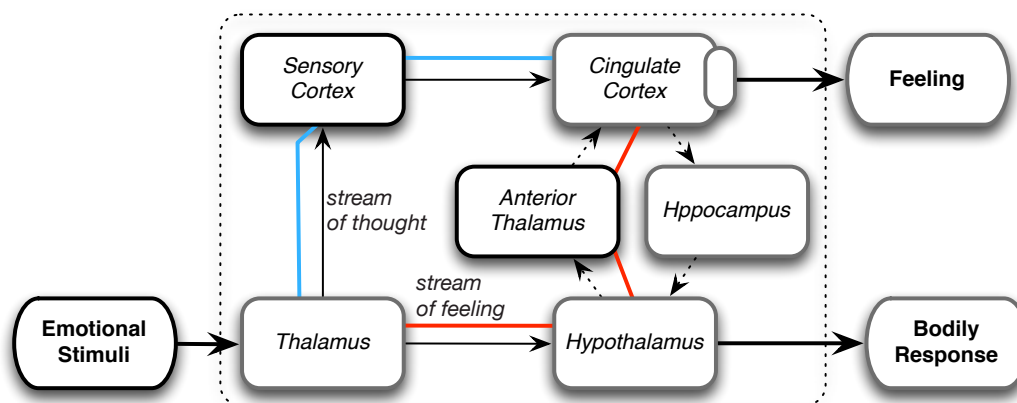 Sensory
Cortex
Cingulate
Cortex
Feeling
stream
of thought
Anterior
Thalamus
Hppocampus
stream
of feeling
Emotional
Stimuli
Thalamus
Hypothalamus
Bodily
Response